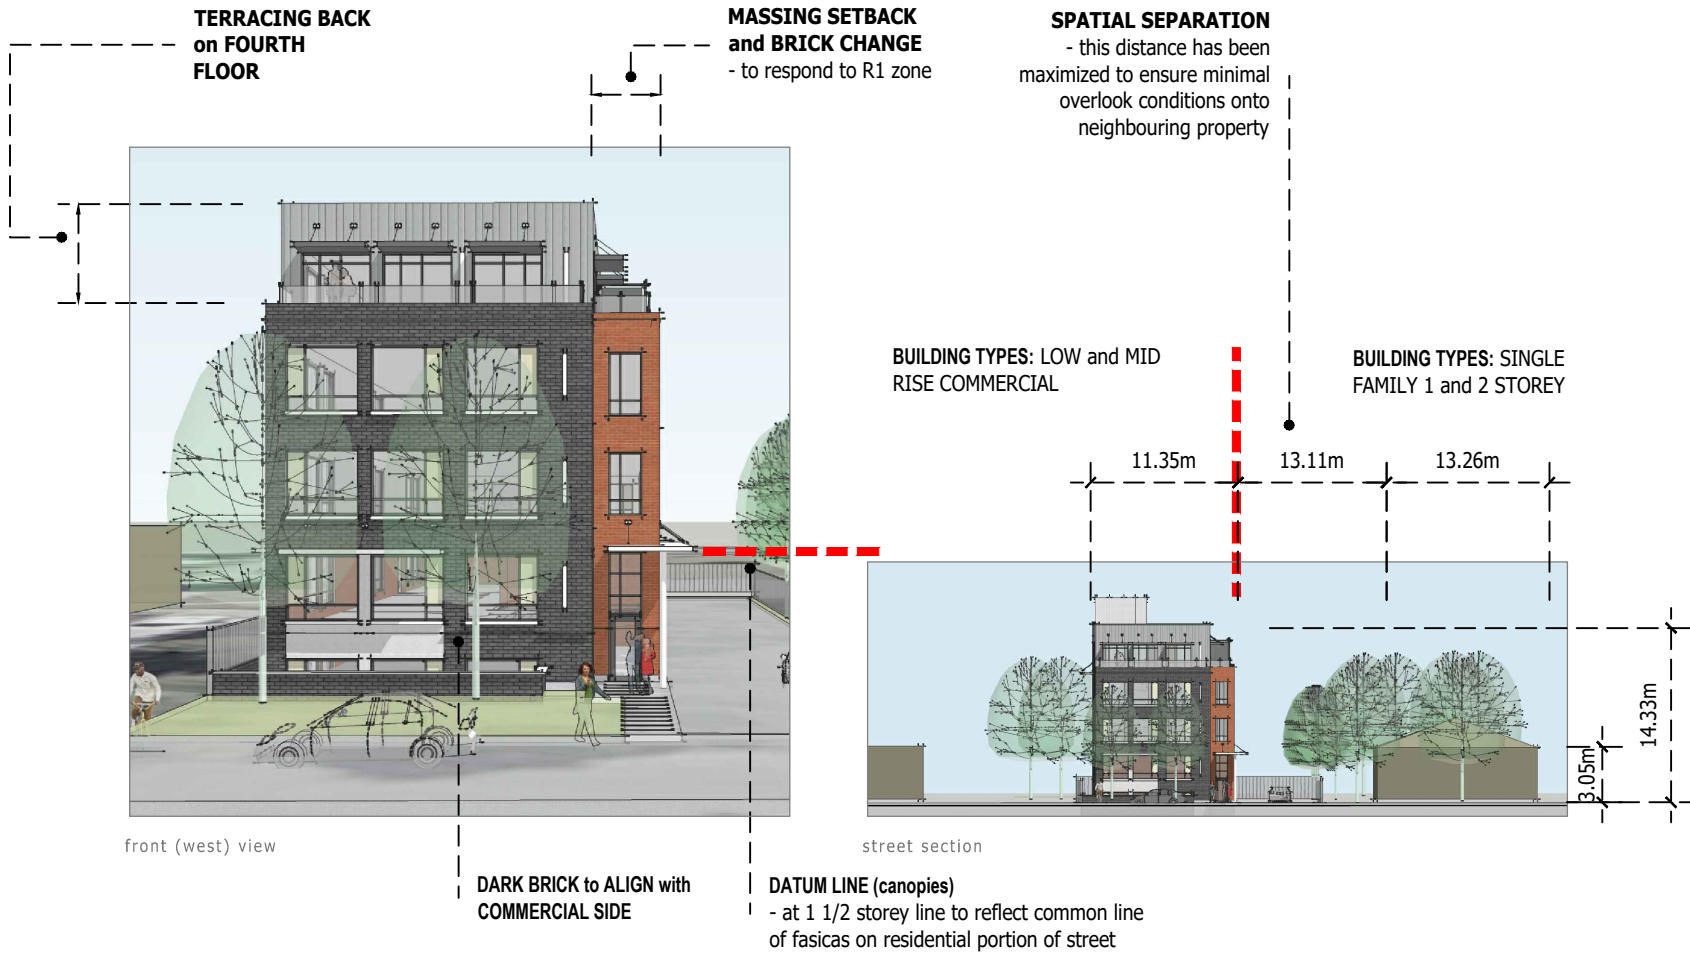 TERRACING BACK
on FOURTH
FLOOR
MASSING SETBACK
and BRICK CHANGE
- to respond to R1 zone
SPATIAL SEPARATION
- this distance has been
maximized to ensure minimal
overlook conditions onto
neighbouring property
BUILDING TYPES: LOW and MID
RISE COMMERCIAL
BUILDING TYPES: SINGLE
FAMILY 1 and 2 STOREY
11.35m
13.11m
13.26m
14.33m
3.05m
front (west) view
street section
DARK BRICK to ALIGN with
COMMERCIAL SIDE
DATUM LINE (canopies)
- at 1 1/2 storey line to reflect common line
of fasicas on residential portion of street